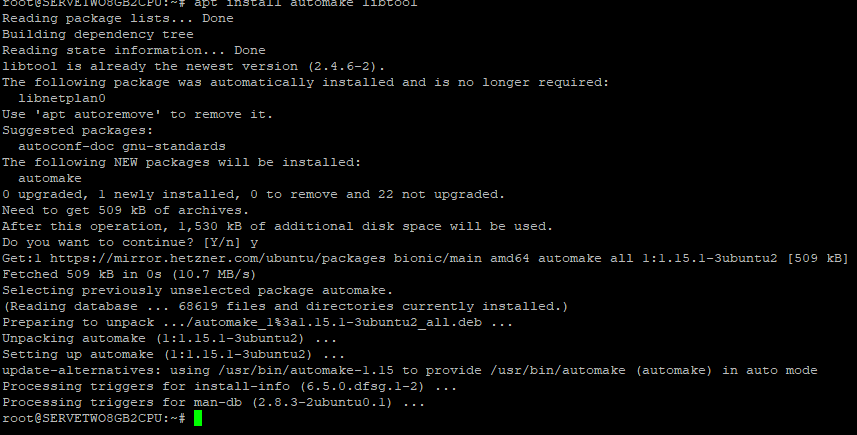 root@SERVETWO8GB2CPU:~# apt install automake libtool
Reading package lists... Done
Building dependency tree
Reading state information... Done
libtool is already the newest version (2.4.6-2).
The following package was automatically installed and is no longer required:
  libnetplan0
Use 'apt autoremove' to remove it.
Suggested packages:
  autoconf-doc gnu-standards
The following NEW packages will be installed:
  automake
0 upgraded, 1 newly installed, 0 to remove and 22 not upgraded.
Need to get 509 kB of archives.
After this operation, 1,530 kB of additional disk space will be used.
Do you want to continue? [Y/n] y
Get:1 https://mirror.hetzner.com/ubuntu/packages bionic/main amd64 automake all 1:1.15.1-3ubuntu2 [509 kB]
Fetched 509 kB in 0s (10.7 MB/s)
Selecting previously unselected package automake.
(Reading database ... 68619 files and directories currently installed.)
Preparing to unpack .../automake_1%3a1.15.1-3ubuntu2_all.deb ...
Unpacking automake (1:1.15.1-3ubuntu2) ...
Setting up automake (1:1.15.1-3ubuntu2) ...
update-alternatives: using /usr/bin/automake-1.15 to provide /usr/bin/automake (automake) in auto mode
Processing triggers for install-info (6.5.0.dfsg.1-2) ...
Processing triggers for man-db (2.8.3-2ubuntu0.1) ...
root@SERVETWO8GB2CPU:~#